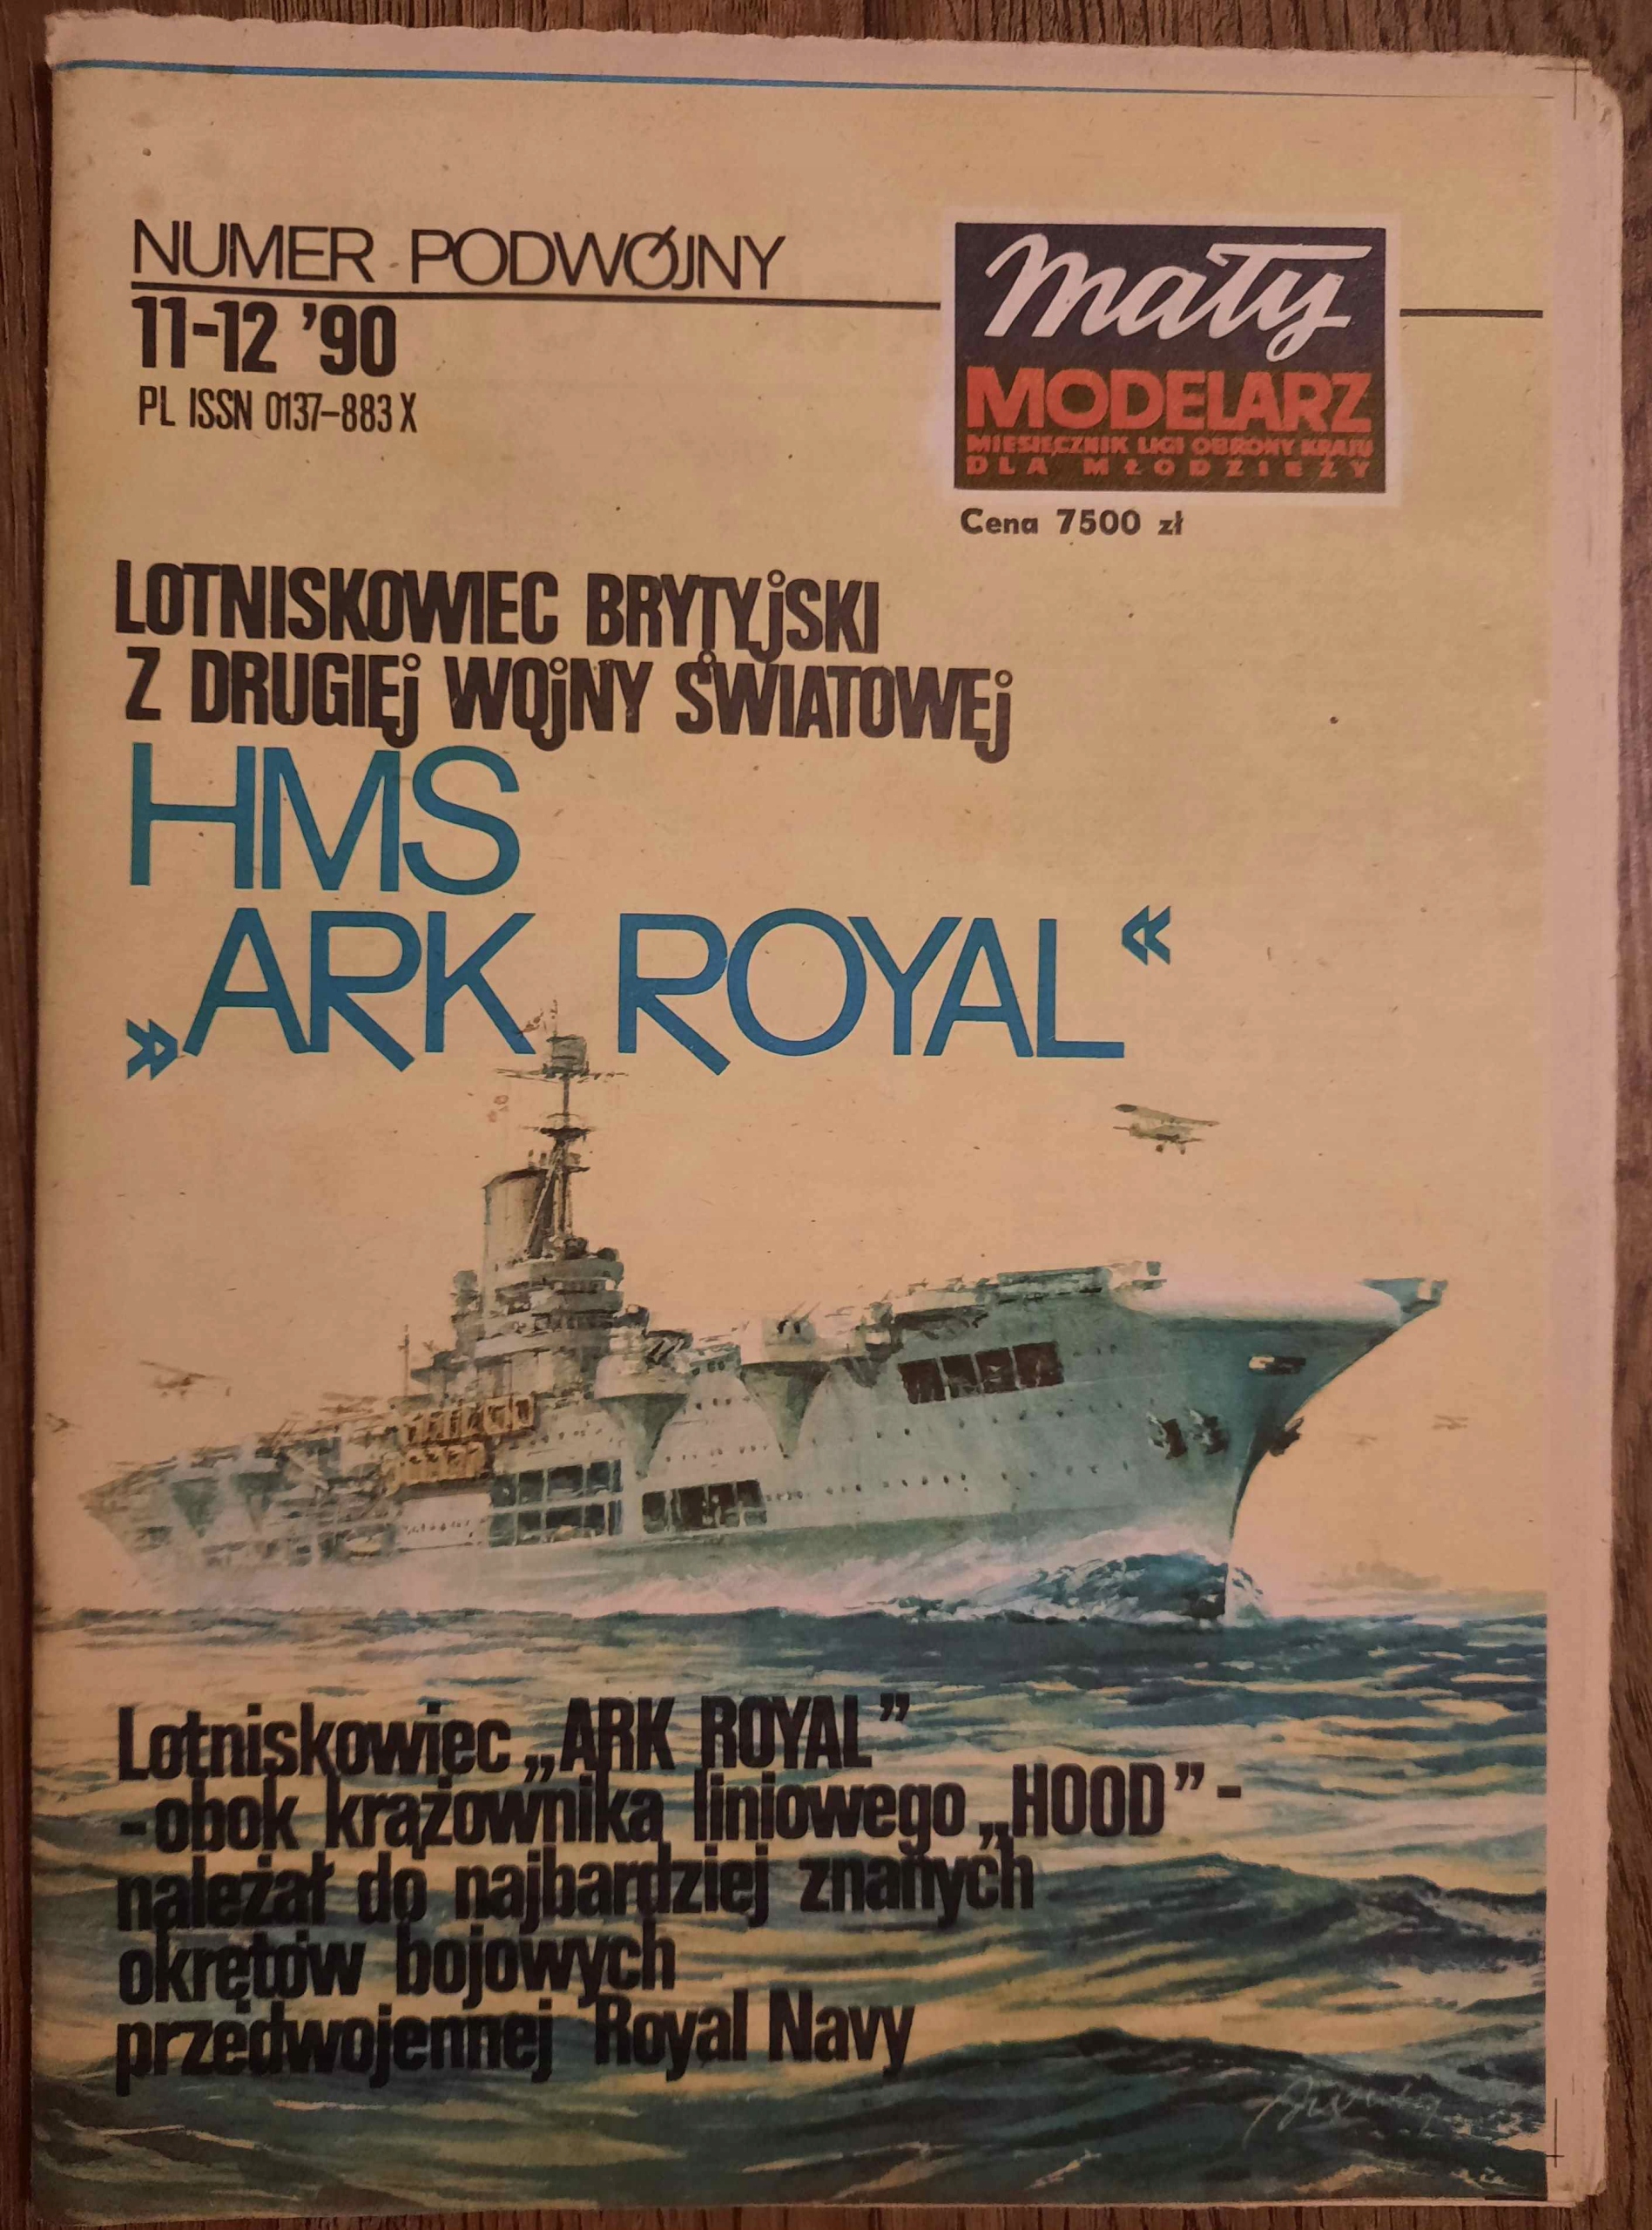 NUMER PODWÓJNY
11-12 '90
PL ISSN 0137-883 X
mały
MODELARZ
MIESIĘCZNIK LIGI OBRONY KRAJU
DLA MŁODZIEŻY
Cena 7500 zł
LOTNISKOWIEC BRYTYjSKI
Z DRUGIEj WOjNY ŚWIATOWEj
HMS
„ARK ROYAL“
Lotniskowiec „ARK ROYAL”
-obok krążownika liniowego „HOOD” -
należał do najbardziej znanych
okrętów bojowych
przedwojennej Royal Navy